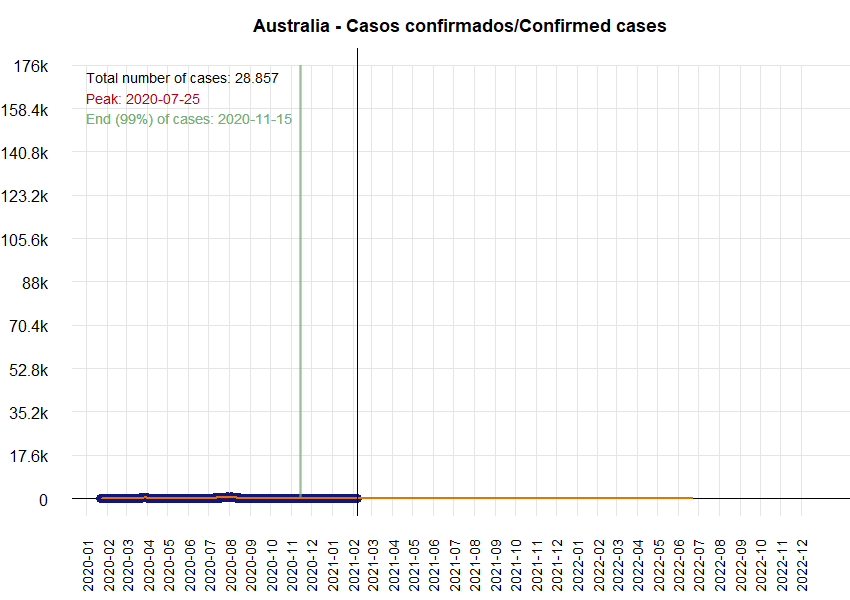 Australia - Casos confirmados/Confirmed cases
176k
158.4k
140.8k
123.2k
105.6k
88k
70.4k
52.8k
35.2k
17.6k
0
Total number of cases: 28.857
Peak: 2020-07-25
End (99%) of cases: 2020-11-15
2020-01
2020-02
2020-03
2020-04
2020-05
2020-06
2020-07
2020-08
2020-09
2020-10
2020-11
2020-12
2021-01
2021-02
2021-03
2021-04
2021-05
2021-06
2021-07
2021-08
2021-09
2021-10
2021-11
2021-12
2022-01
2022-02
2022-03
2022-04
2022-05
2022-06
2022-07
2022-08
2022-09
2022-10
2022-11
2022-12